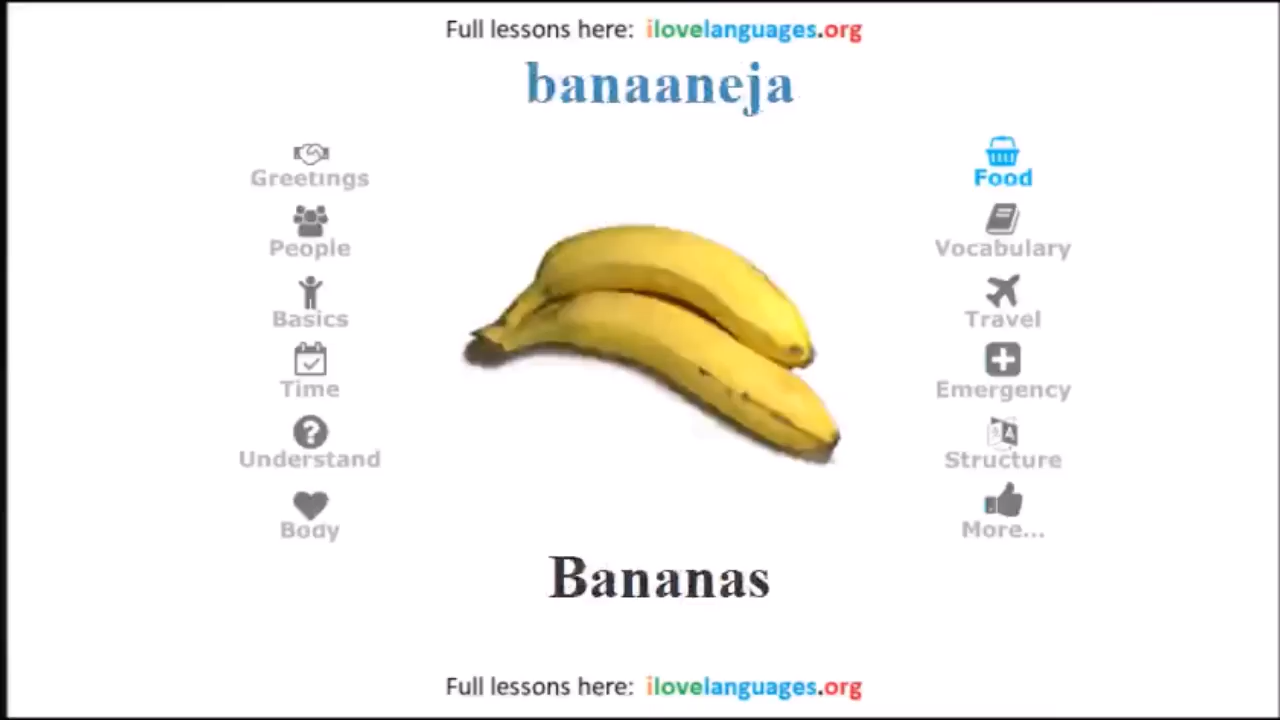 Full lessons here: ilovelanguages.org
banaaneja
Greetings
Food
People
Vocabulary
Basics
Travel
Time
Emergency
Understand
Structure
Body
More...
Bananas
Full lessons here: ilovelanguages.org